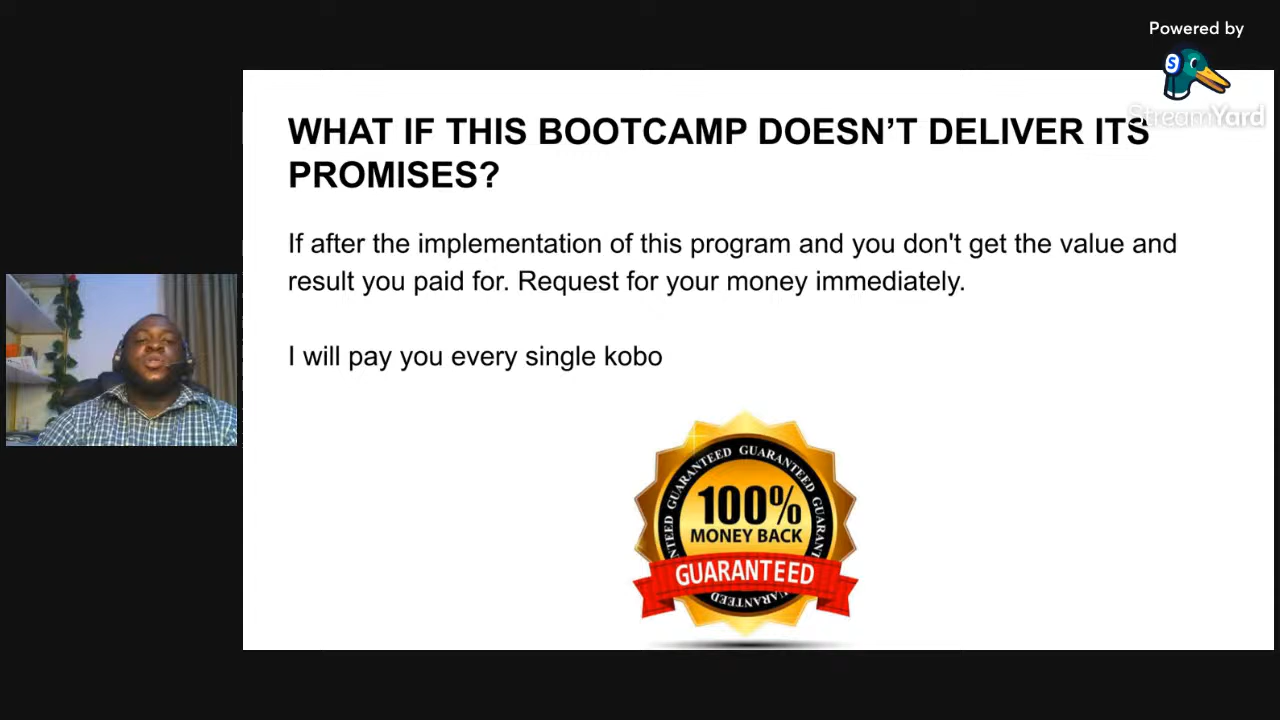 Powered by
S
StreamYard
WHAT IF THIS BOOTCAMP DOESN’T DELIVER ITS
PROMISES?
If after the implementation of this program and you don't get the value and
result you paid for. Request for your money immediately.
I will pay you every single kobo
GUARANTEED GUARANTEED GUARANTEED
100%
MONEY BACK
GUARANTEED